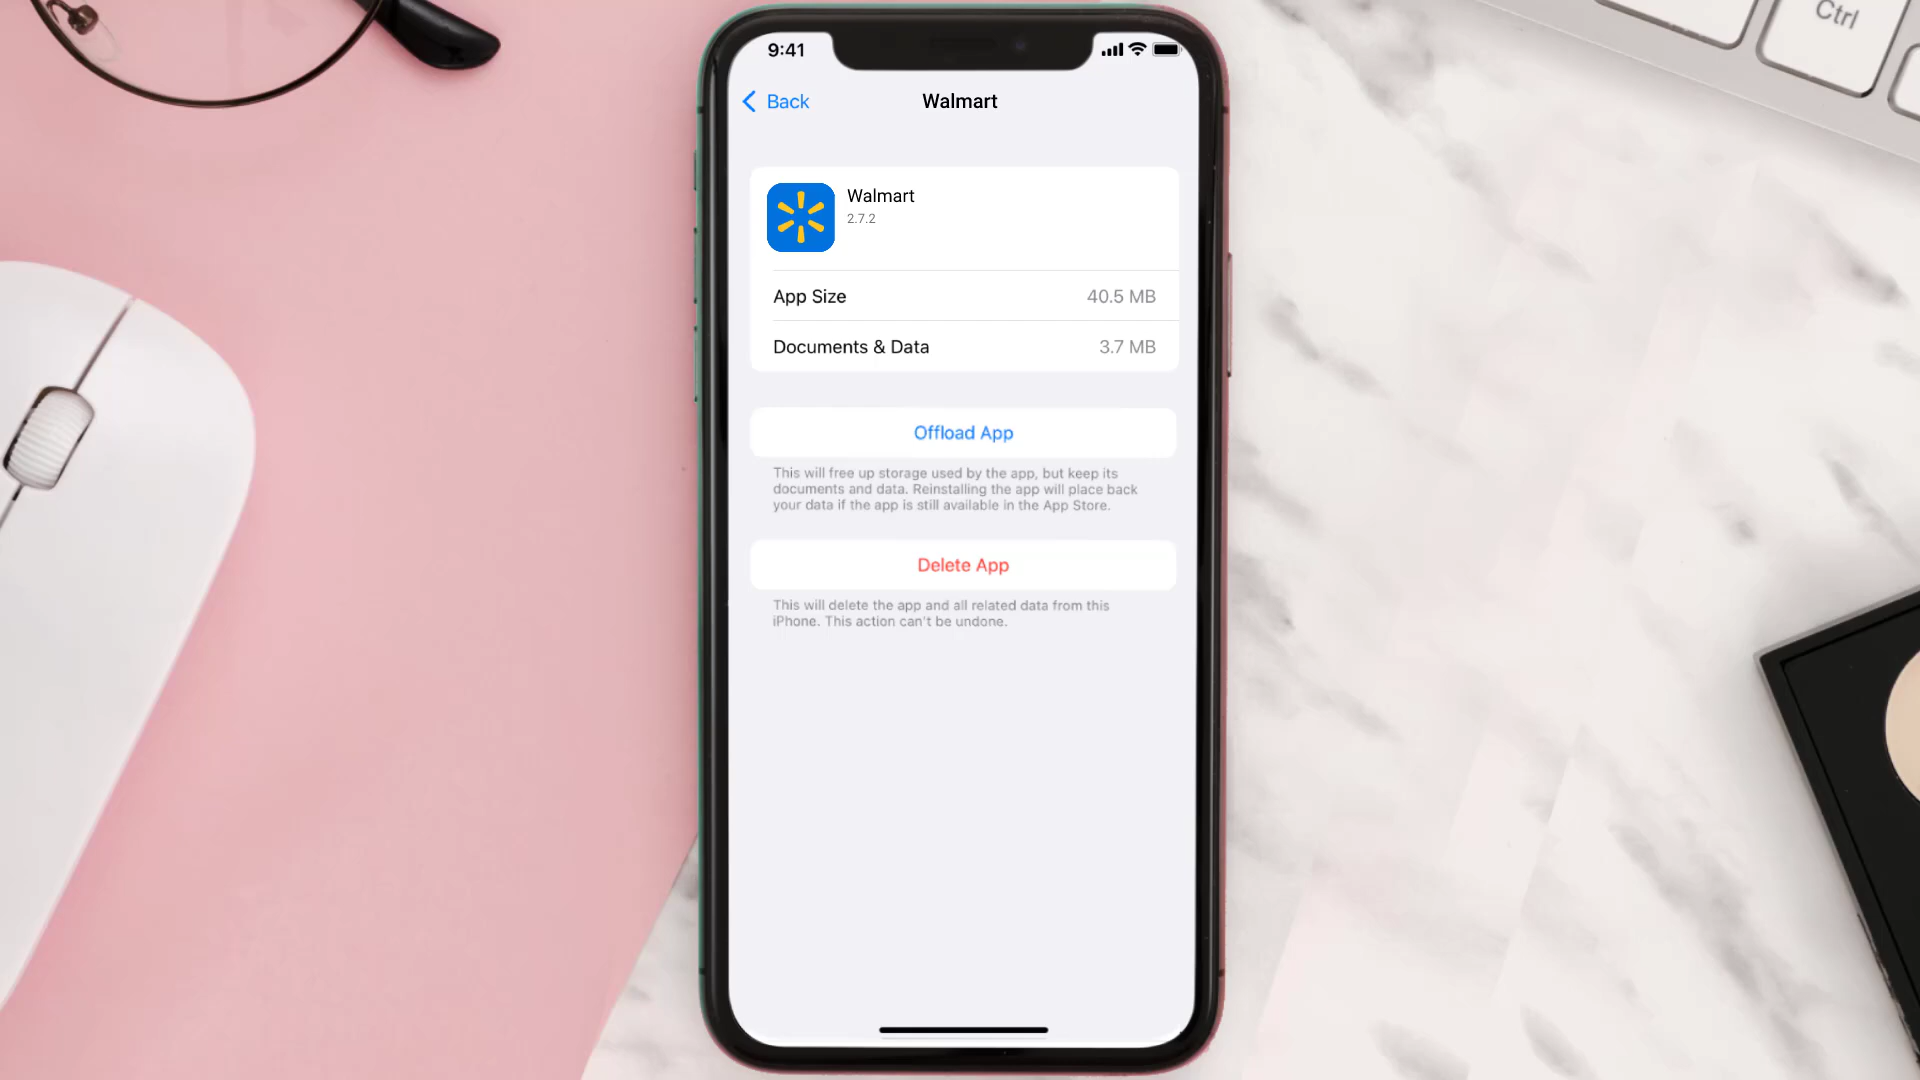 Ctrl
9:41
Back
Walmart
Walmart
2.7.2
App Size
40.5 MB
Documents & Data
3.7 MB
Offload App
This will free up storage used by the app, but keep its
documents and data. Reinstalling the app will place back
your data if the app is still available in the App Store.
Delete App
This will delete the app and all related data from this
iPhone. This action can't be undone.